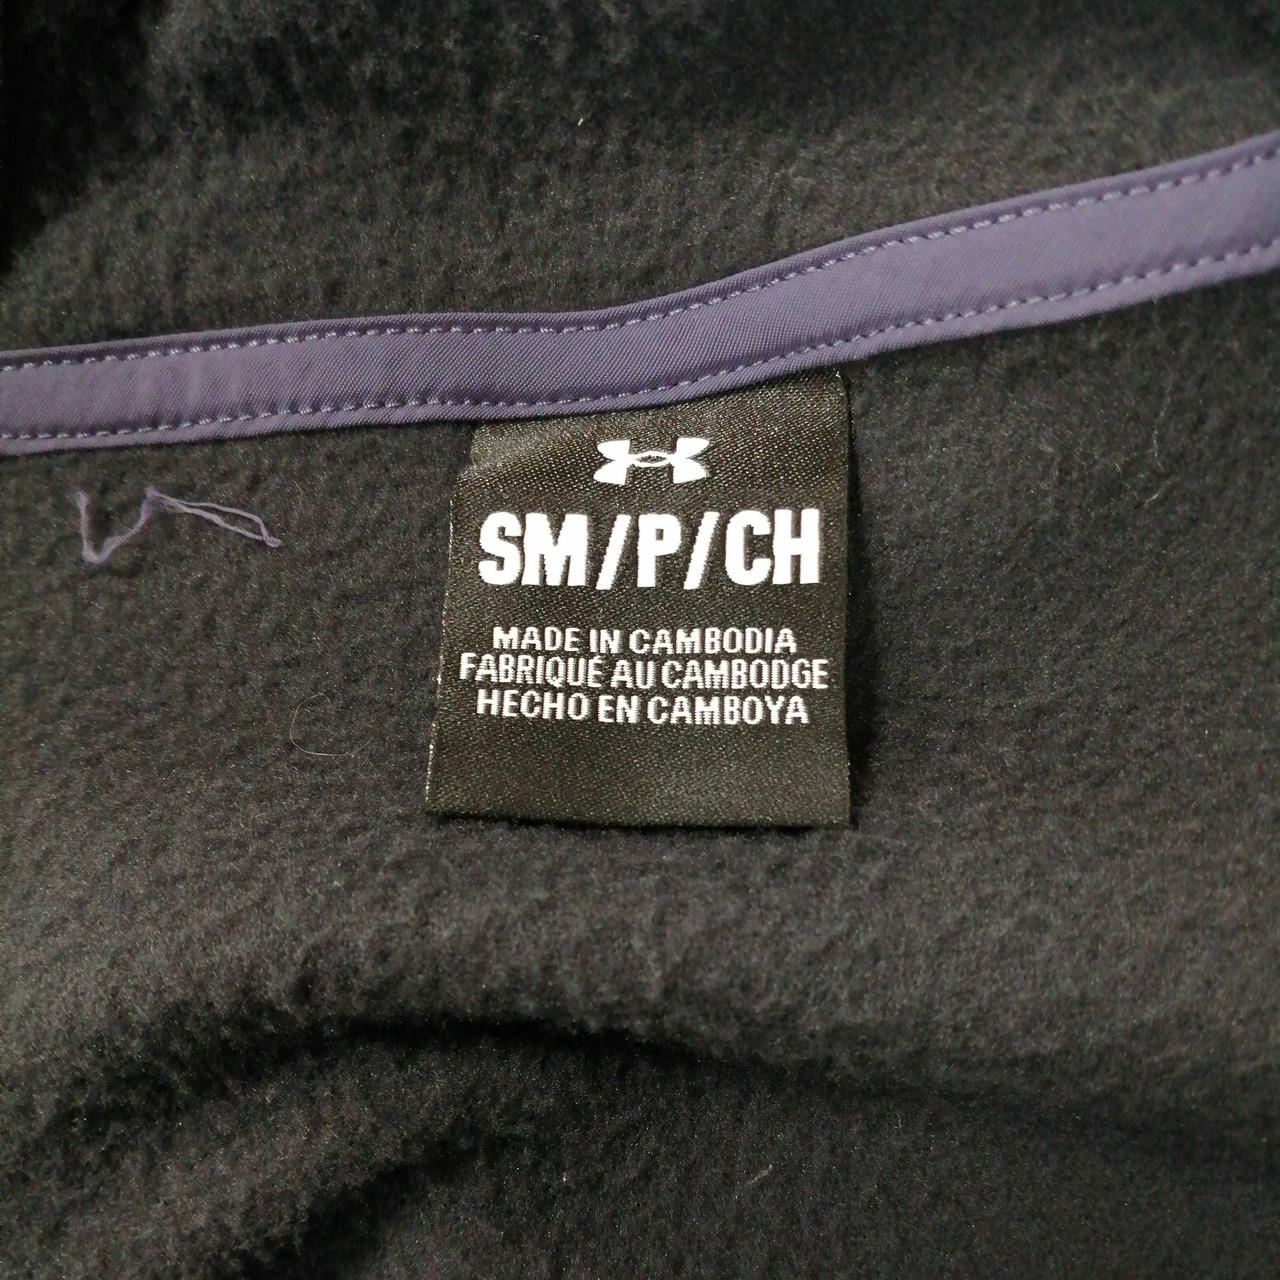 SM/P/CH
MADE IN CAMBODIA
FABRIQUÉ AU CAMBODGE
HECHO EN CAMBOYA